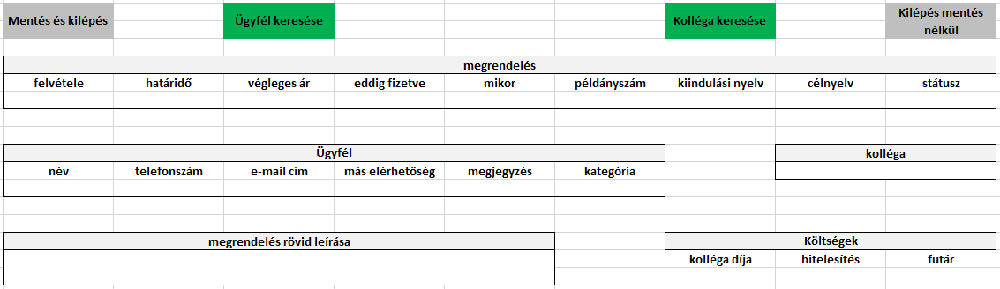 Mentés és kilépés
Ügyfél keresése
Kolléga keresése
Kilépés mentés
nélkül
megrendelés
felvétele határidő végleges ár eddig fizetve mikor példányszám kiindulási nyelv célnyelv státusz
Ügyfél
név telefonszám e-mail cím más elérhetőség megjegyzés kategória
kolléga
megrendelés rövid leírása
Költségek
kolléga díja hitelesítés futár